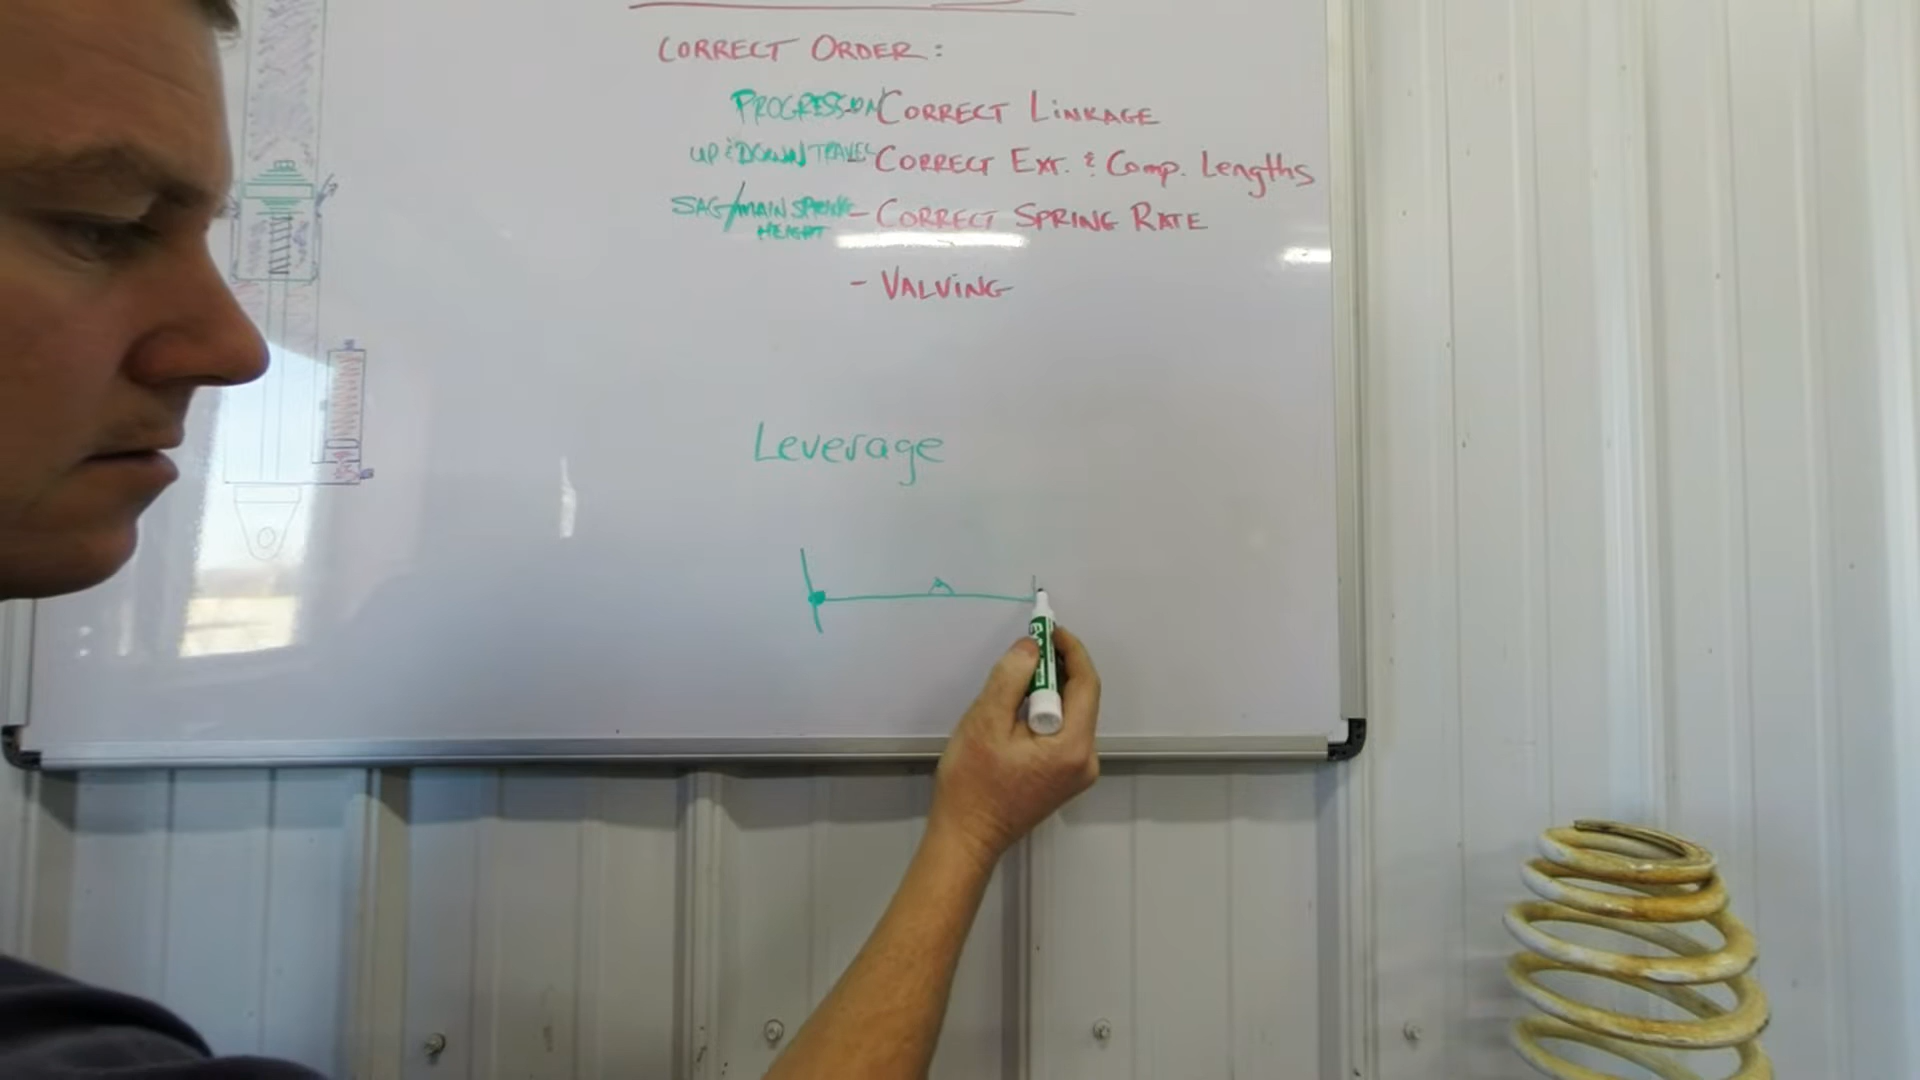 CORRECT ORDER:
PROGRESSION CORRECT LINKAGE
UP & DOWN TRAVEL - CORRECT EXT. & Comp. Lengths
SAG/MAIN SPRING HEIGHT - CORRECT SPRING RATE
- VALVING
Leverage